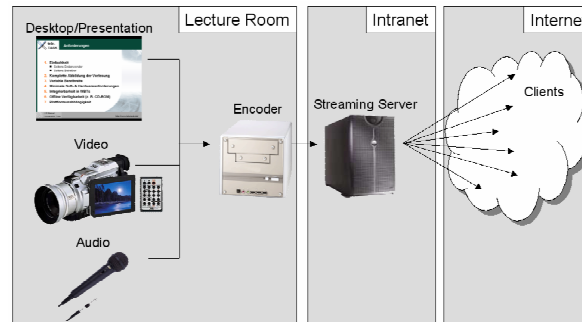 Lecture Room
Intranet
Interne
Desktop/Presentation
Anforderungen
Encoder
Streaming Server
Clients
Video
Audio